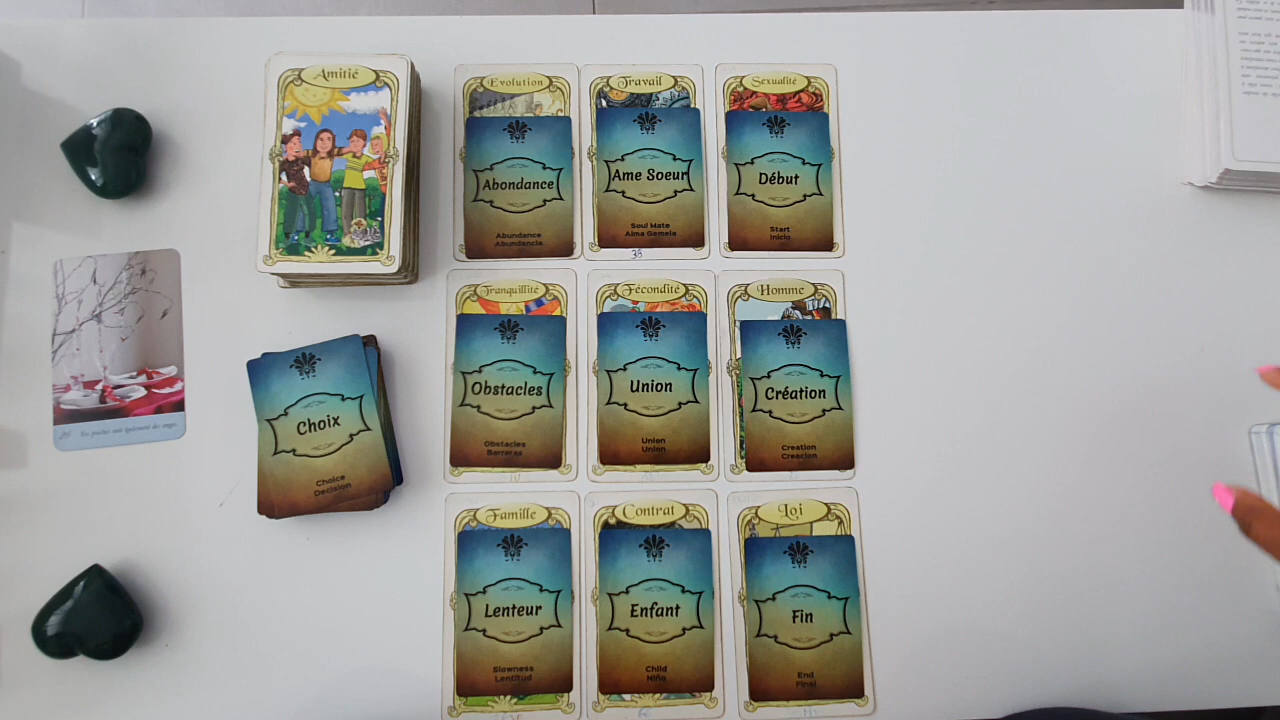 Amitié
Evolution
Abondance
Abundance
Abundancia
Travail
Ame Soeur
Soul Mate
Alma Gemela
38
Sexualité
Début
Start
Inicio
Tranquillité
Obstacles
Obstacles
Barreras
Fécondité
Union
Union
Union
Homme
Création
Creation
Creacion
Choix
Choice
Decision
Famille
Lenteur
Slowness
Lentitud
Contrat
Enfant
Child
Niño
Loi
Fin
End
Final